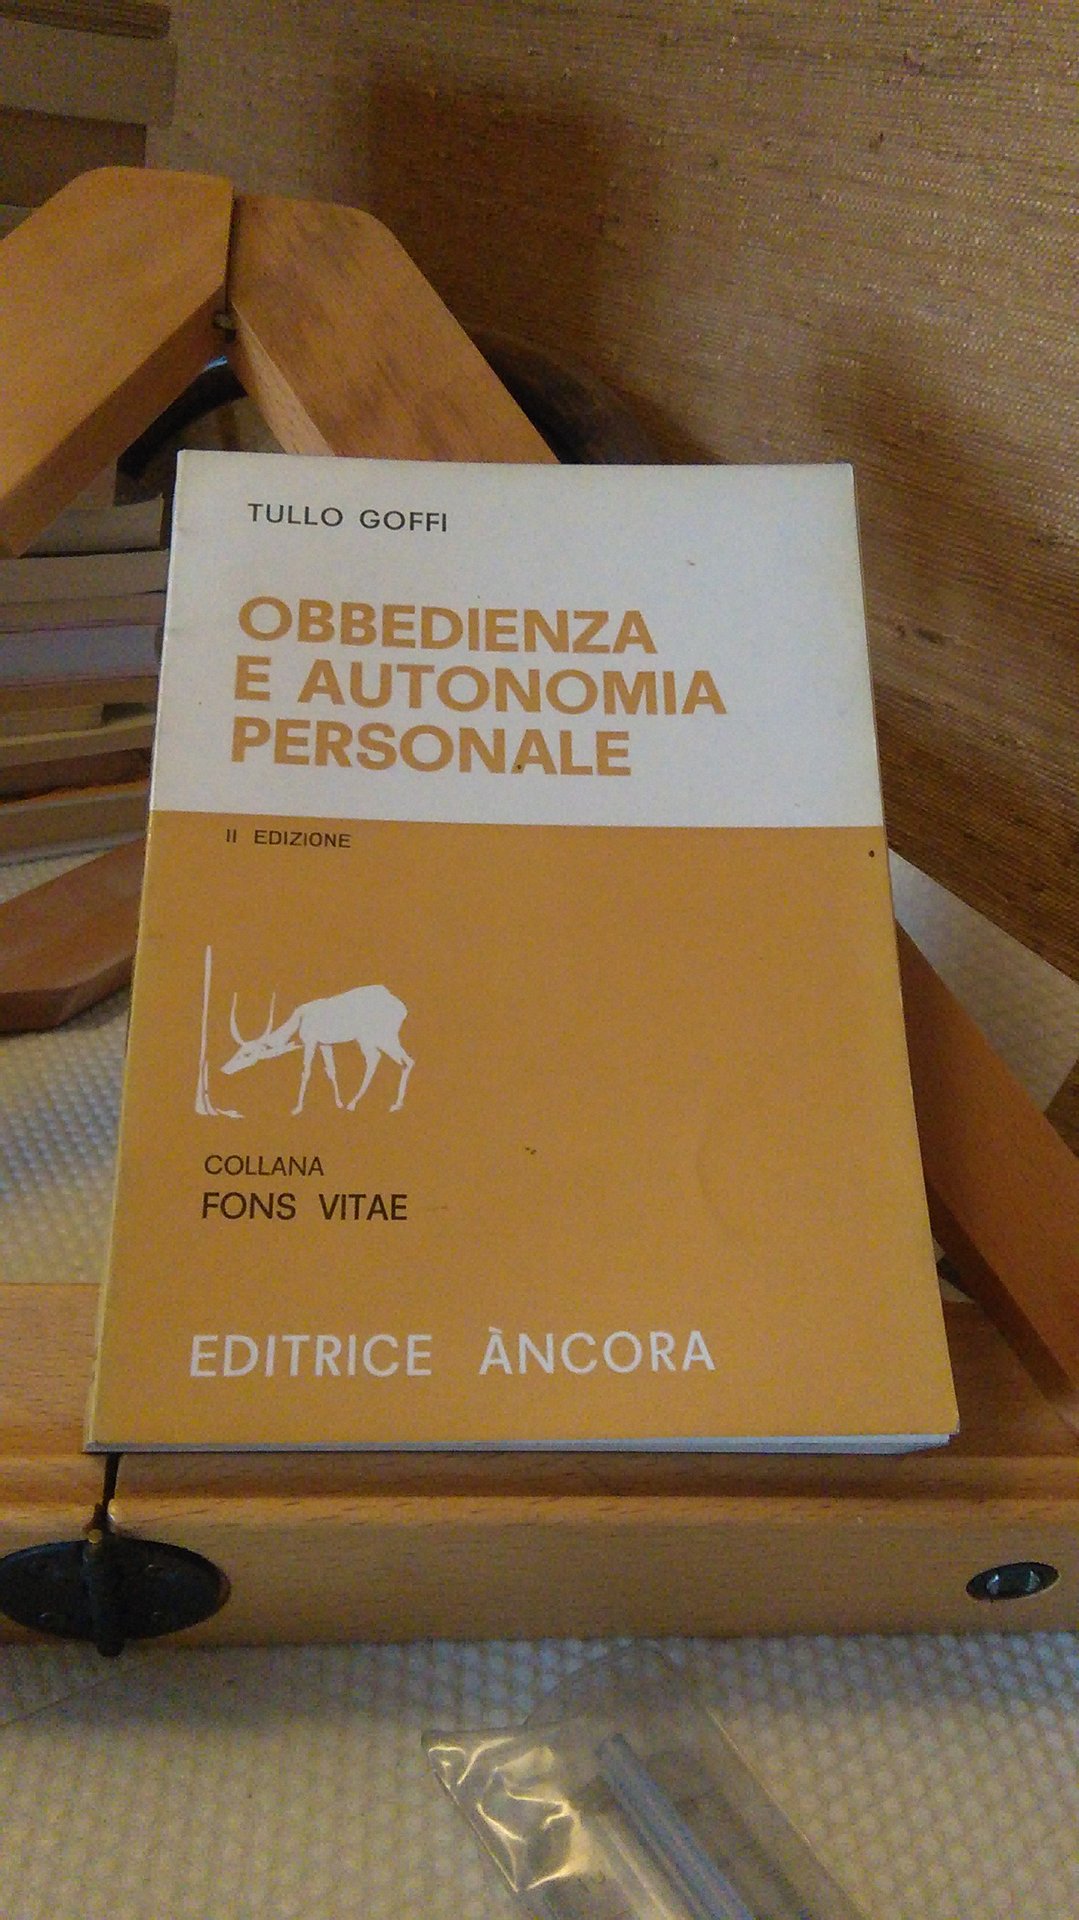 TULLO GOFFI
OBBEDIENZA
E AUTONOMIA
PERSONALE
II EDIZIONE
COLLANA
FONS VITAE
EDITRICE ÀNCORA